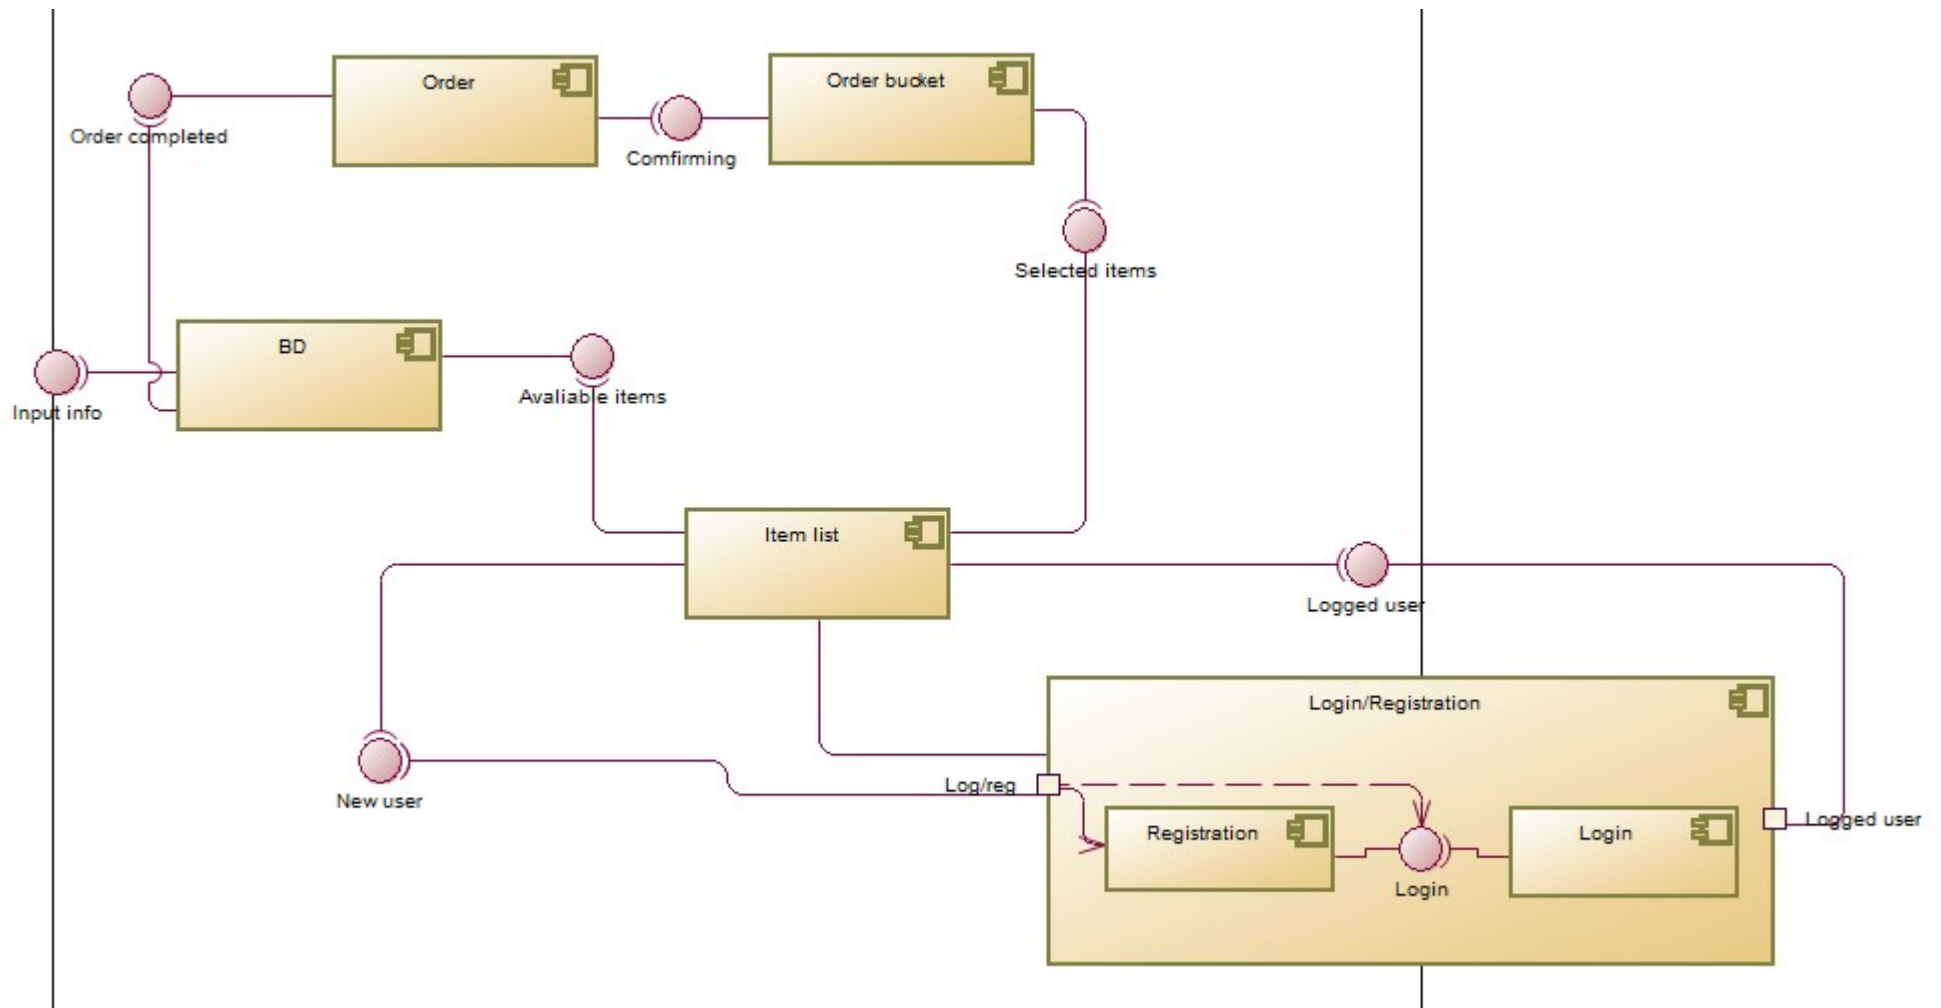 Order
Order bucket
Order completed
Comfirming
Selected items
BD
Input info
Avaliable items
Item list
Logged user
Login/Registration
New user
Log/reg
Registration
Login
Logged user
Login